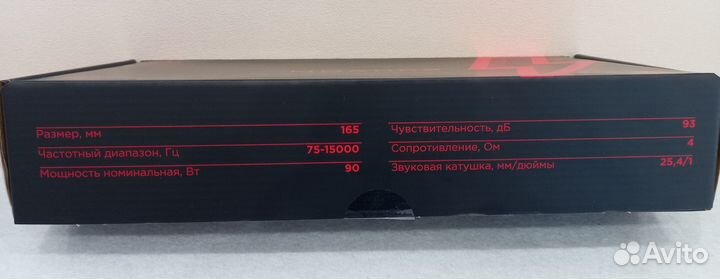 Размер, мм 165
Частотный диапазон, Гц 75-15000
Мощность номинальная, Вт 90
Чувствительность, дБ 93
Сопротивление, Ом 4
Звуковая катушка, мм/дюймы 25,4/1
Avito